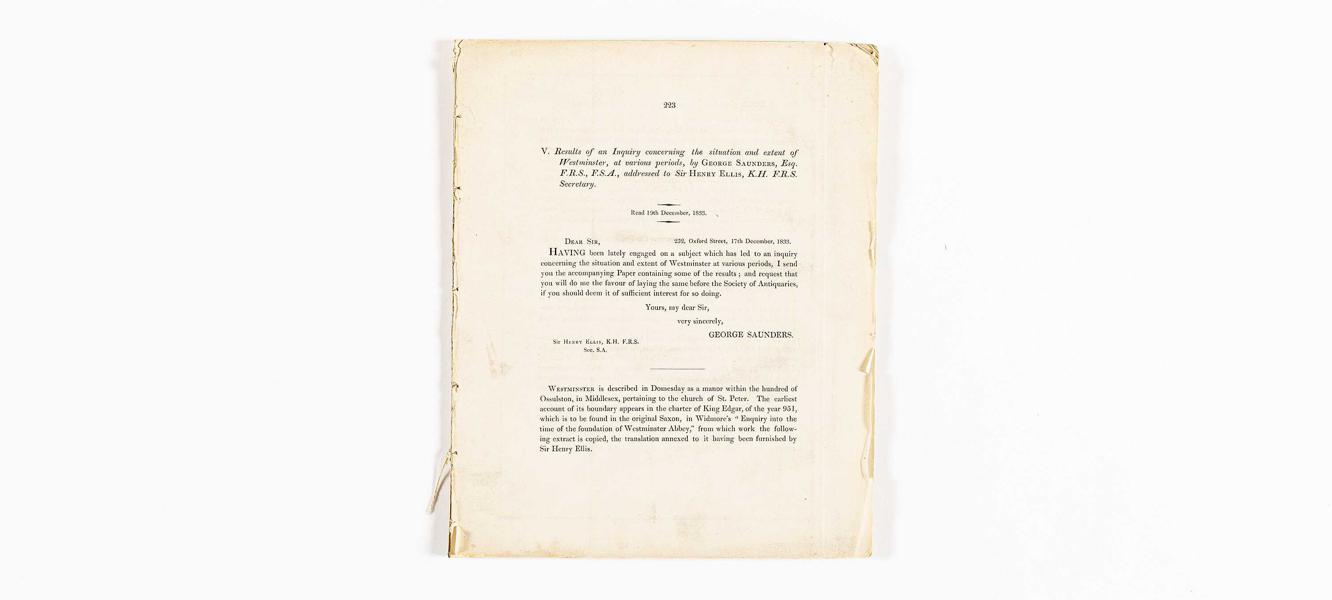 223
V. Results of an Inquiry concerning the situation and extent of
Westminster, at various periods, by GEORGE SAUNDERS, Esq.
F.R.S., F.S.A., addressed to Sir HENRY ELLIS, K.H. F.R.S.
Secretary.
Read 19th December, 1833.
DEAR SIR, 252, Oxford Street, 17th December, 1833.
HAVING been lately engaged on a subject which has led to an inquiry
concerning the situation and extent of Westminster at various periods, I send
you the accompanying Paper containing some of the results; and request that
you will do me the favour of laying the same before the Society of Antiquaries,
if you should deem it of sufficient interest for so doing.
Yours, my dear Sir,
very sincerely,
GEORGE SAUNDERS.
SIR HENRY ELLIS, K.H. F.R.S.
SEC. S.A.
WESTMINSTER is described in Domesday as a manor within the hundred of
Ossulston, in Middlesex, pertaining to the church of St. Peter. The earliest
account of its boundary appears in the charter of King Edgar, of the year 951,
which is to be found in the original Saxon, in Widmore's "Enquiry into the
time of the foundation of Westminster Abbey," from which work the follow-
ing extract is copied, the translation annexed to it having been furnished by
Sir Henry Ellis.